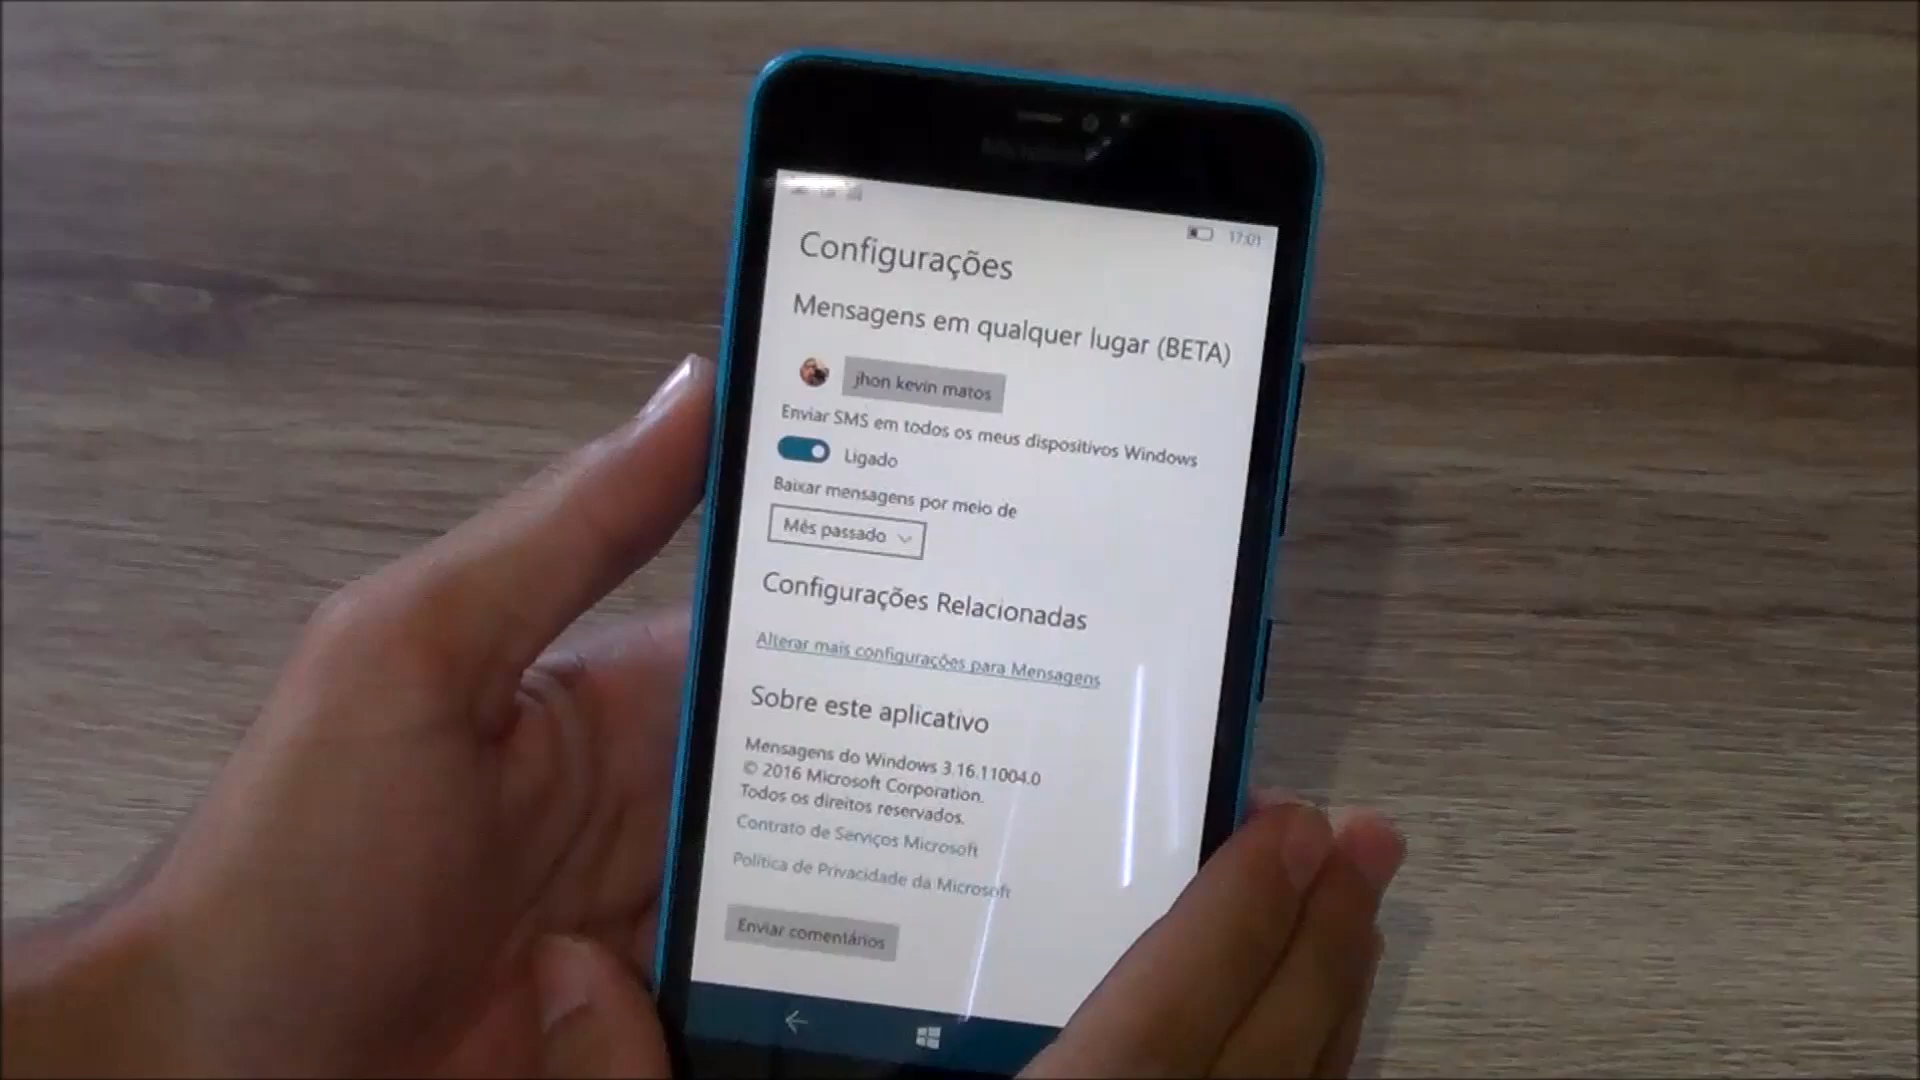 Microsoft
17:01
Configurações
Mensagens em qualquer lugar (BETA)
jhon kevin matos
Enviar SMS em todos os meus dispositivos Windows
Ligado
Baixar mensagens por meio de
Mês passado
Configurações Relacionadas
Alterar mais configurações para Mensagens
Sobre este aplicativo
Mensagens do Windows 3.16.11004.0
© 2016 Microsoft Corporation.
Todos os direitos reservados.
Contrato de Serviços Microsoft
Política de Privacidade da Microsoft
Enviar comentários